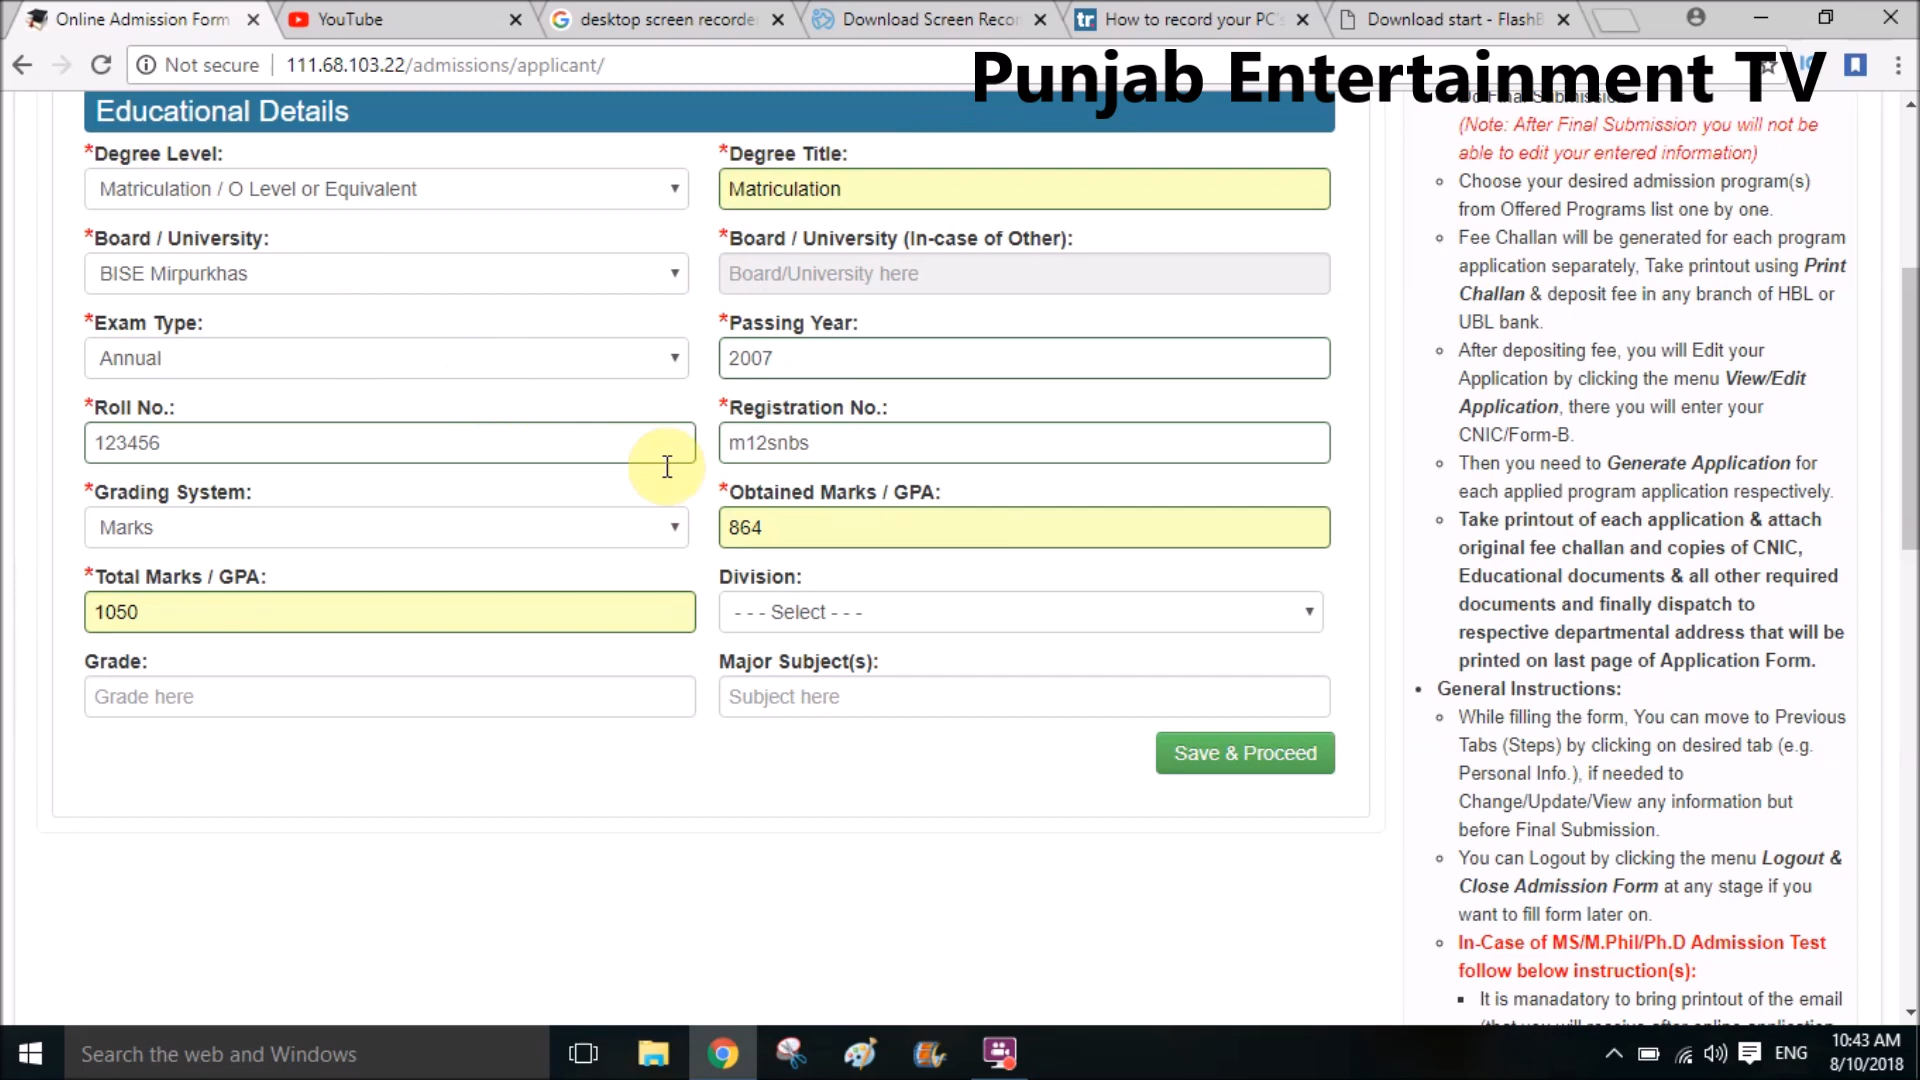 Online Admission Form
YouTube
desktop screen recorde
Download Screen Recor
How to record your PC's
Download start - FlashB
Not secure
111.68.103.22/admissions/applicant/
Punjab Entertainment TV
Educational Details
*Degree Level:
*Degree Title:
Matriculation / O Level or Equivalent
Matriculation
*Board / University:
*Board / University (In-case of Other):
BISE Mirpurkhas
Board/University here
*Exam Type:
*Passing Year:
Annual
2007
*Roll No.:
*Registration No.:
123456
m12snbs
*Grading System:
*Obtained Marks / GPA:
Marks
864
*Total Marks / GPA:
Division:
1050
- - - Select - - -
Grade:
Major Subject(s):
Grade here
Subject here
Save & Proceed
Do Final Submission
(Note: After Final Submission you will not be
able to edit your entered information)
Choose your desired admission program(s)
from Offered Programs list one by one.
Fee Challan will be generated for each program
application separately, Take printout using Print
Challan & deposit fee in any branch of HBL or
UBL bank.
After depositing fee, you will Edit your
Application by clicking the menu View/Edit
Application, there you will enter your
CNIC/Form-B.
Then you need to Generate Application for
each applied program application respectively.
Take printout of each application & attach
original fee challan and copies of CNIC,
Educational documents & all other required
documents and finally dispatch to
respective departmental address that will be
printed on last page of Application Form.
General Instructions:
While filling the form, You can move to Previous
Tabs (Steps) by clicking on desired tab (e.g.
Personal Info.), if needed to
Change/Update/View any information but
before Final Submission.
You can Logout by clicking the menu Logout &
Close Admission Form at any stage if you
want to fill form later on.
In-Case of MS/M.Phil/Ph.D Admission Test
follow below instruction(s):
It is manadatory to bring printout of the email
Search the web and Windows
ENG
10:43 AM
8/10/2018